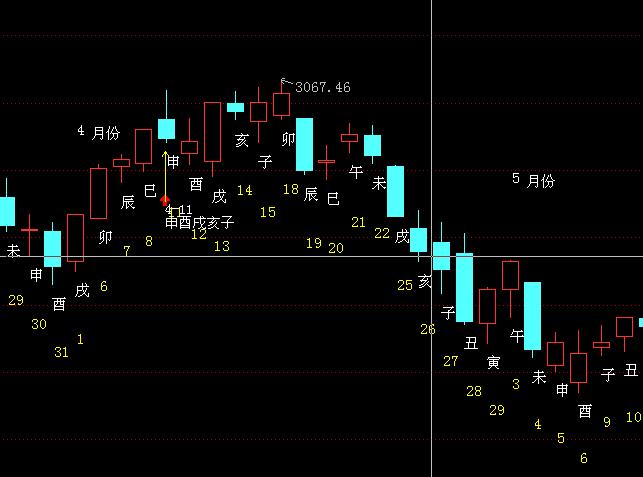 3067.46
4 月份
5 月份
未
申
酉
戌
卯
辰
巳
申
酉
戌
亥
子
卯
辰
巳
午
未
戌
亥
子
丑
寅
午
未
申
酉
子
丑
4 11
申酉戌亥子
29
30
31
1
6
7
8
12
13
14
15
18
19
20
21
22
25
26
27
28
29
3
4
5
6
9
10